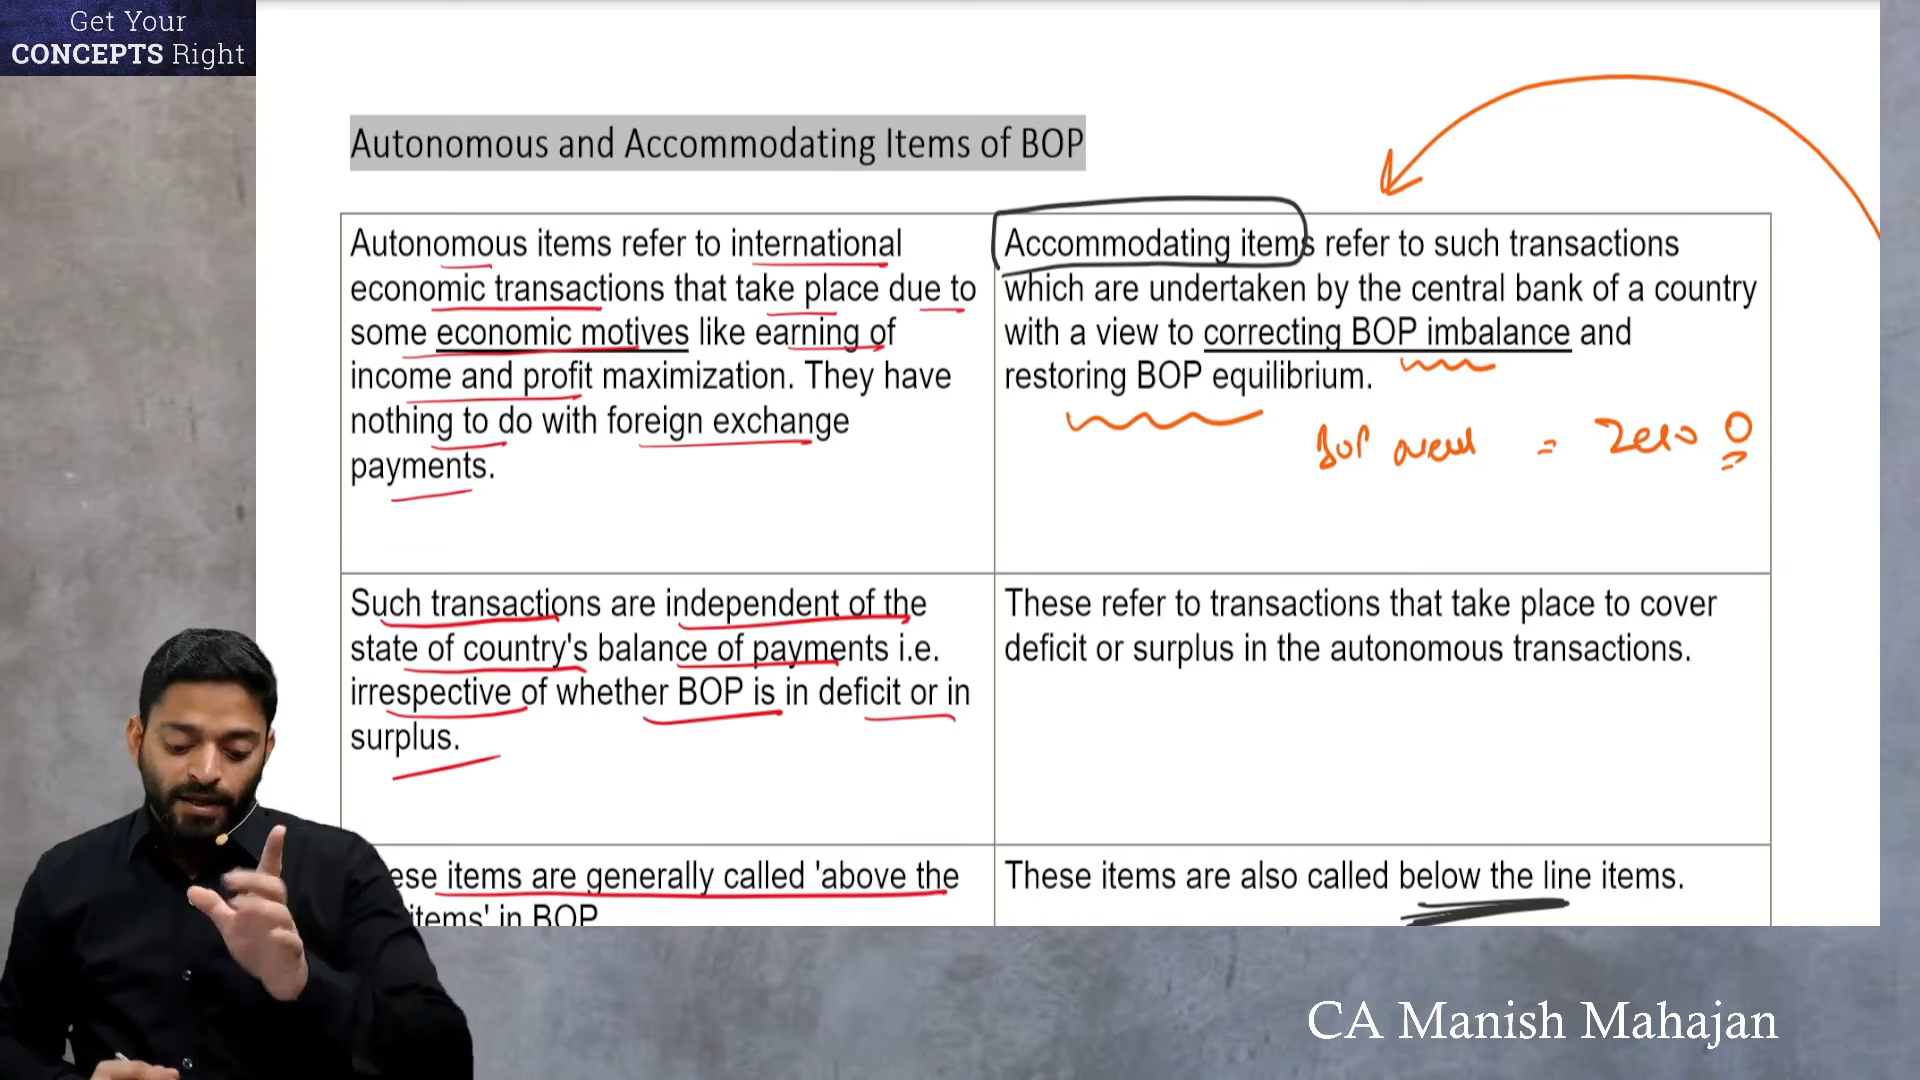 Get Your
CONCEPTS Right
Autonomous and Accommodating Items of BOP
Autonomous items refer to international
economic transactions that take place due to
some economic motives like earning of
income and profit maximization. They have
nothing to do with foreign exchange
payments.
Accommodating items refer to such transactions
which are undertaken by the central bank of a country
with a view to correcting BOP imbalance and
restoring BOP equilibrium.
BOP = Zero 0
Such transactions are independent of the
state of country's balance of payments i.e.
irrespective of whether BOP is in deficit or in
surplus.
These refer to transactions that take place to cover
deficit or surplus in the autonomous transactions.
ese items are generally called 'above the
items' in BOP
These items are also called below the line items.
CA Manish Mahajan